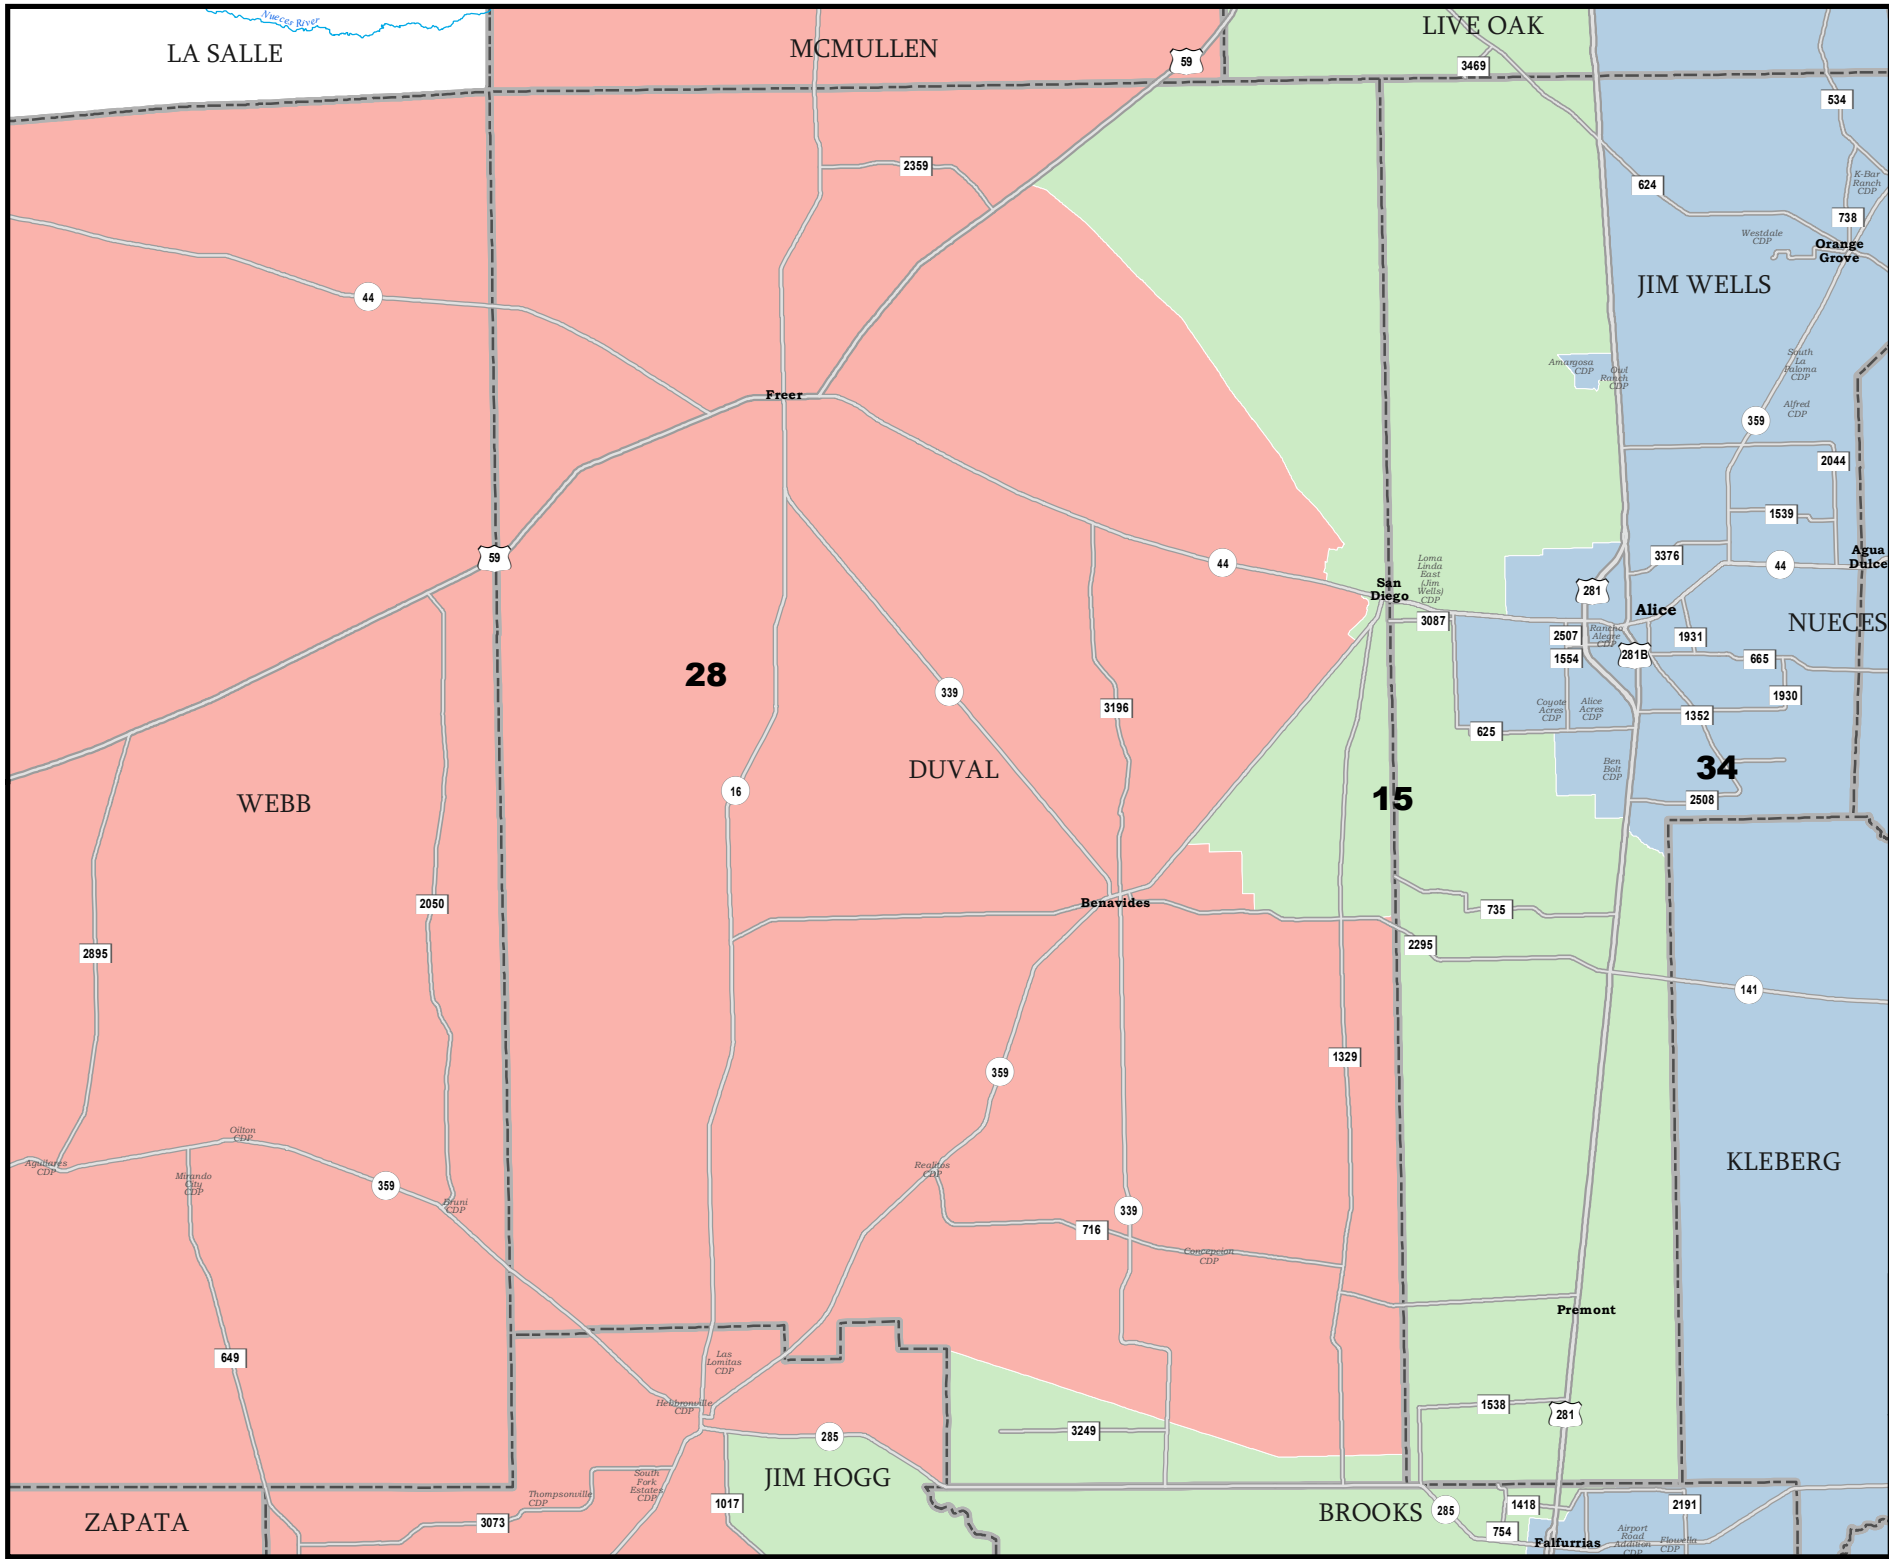 Nueces River
LA SALLE
MCMULLEN
LIVE OAK
59
3469
534
2359
624
K-Bar
Ranch
CDP
738
Westdale
CDP
Orange
Grove
JIM WELLS
44
Amargosa
CDP
Owl
Ranch
CDP
South
La
Paloma
CDP
Alfred
CDP
Freer
359
2044
1539
59
44
Loma
Linda
East
(Jim
Wells)
CDP
3376
44
Agua
Dulce
San
Diego
281
Alice
3087
2507
Rancho
Alegre
CDP
1931
NUECES
1554
281B
665
28
339
3196
Coyote
Acres
CDP
Alice
Acres
CDP
1930
1352
625
DUVAL
Ben
Bolt
CDP
34
WEBB
16
15
2508
2050
Benavides
735
2895
2295
141
359
1329
Oilton
CDP
Aguilares
CDP
Mirando
City
CDP
359
Bruni
CDP
Realitos
CDP
KLEBERG
339
716
Concepcion
CDP
Premont
649
Las
Lomitas
CDP
Hebbronville
CDP
1538
281
285
3249
South
Fork
Estates
CDP
JIM HOGG
Thompsonville
CDP
1017
BROOKS
285
1418
2191
ZAPATA
3073
754
Falfurrias
Airport
Road
Addition
CDP
Flowella
CDP